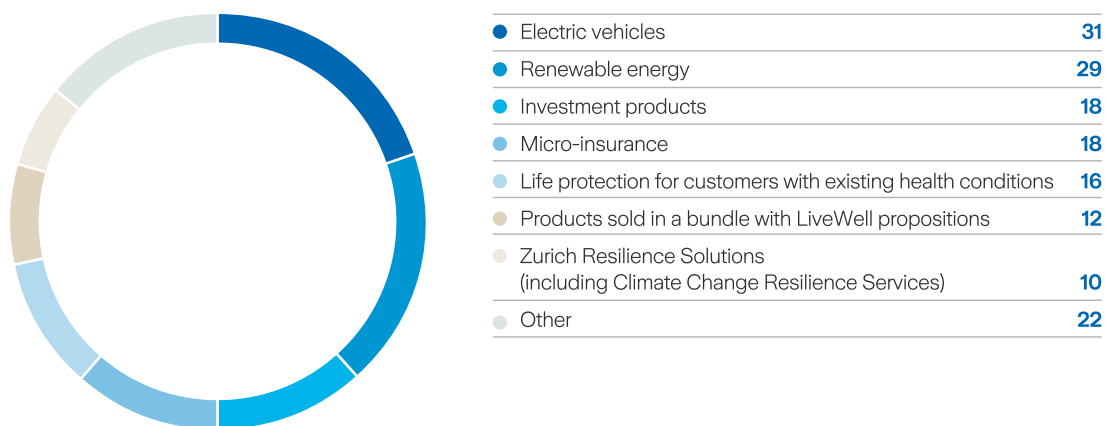 Electric vehicles 31
Renewable energy 29
Investment products 18
Micro-insurance 18
Life protection for customers with existing health conditions 16
Products sold in a bundle with LiveWell propositions 12
Zurich Resilience Solutions
(including Climate Change Resilience Services) 10
Other 22